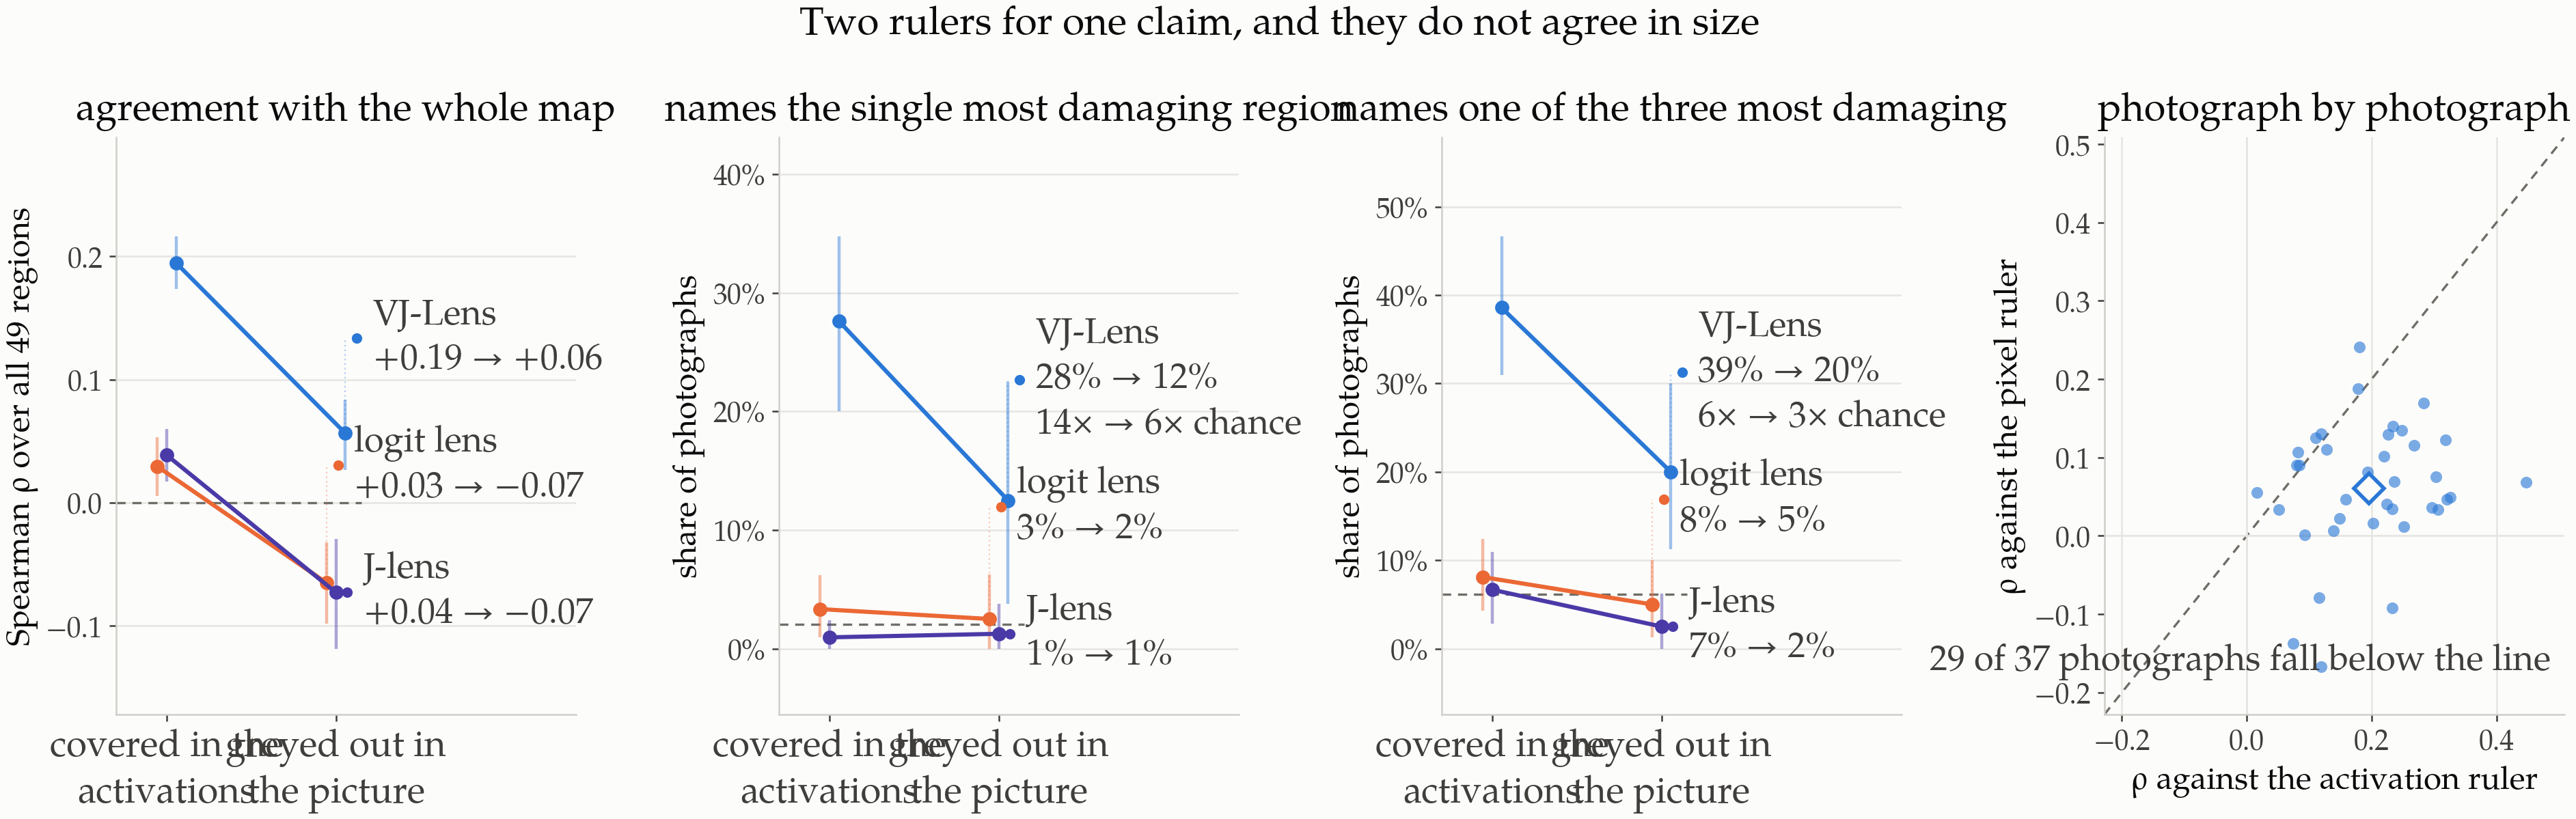 Two rulers for one claim, and they do not agree in size
agreement with the whole map
Spearman ρ over all 49 regions
0.2
0.1
0.0
−0.1
VJ-Lens
+0.19 → +0.06
logit lens
+0.03 → −0.07
J-lens
+0.04 → −0.07
covered in the
activations
greyed out in
the picture
names the single most damaging region
share of photographs
40%
30%
20%
10%
0%
VJ-Lens
28% → 12%
14× → 6× chance
logit lens
3% → 2%
J-lens
1% → 1%
covered in the
activations
greyed out in
the picture
names one of the three most damaging
share of photographs
50%
40%
30%
20%
10%
0%
VJ-Lens
39% → 20%
6× → 3× chance
logit lens
8% → 5%
J-lens
7% → 2%
covered in the
activations
greyed out in
the picture
photograph by photograph
ρ against the pixel ruler
0.5
0.4
0.3
0.2
0.1
0.0
−0.1
−0.2
29 of 37 photographs fall below the line
−0.2
0.0
0.2
0.4
ρ against the activation ruler